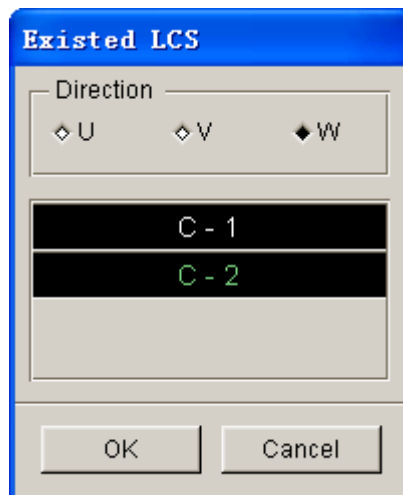 Existed LCS
Direction
U V W
C - 1
C - 2
OK Cancel